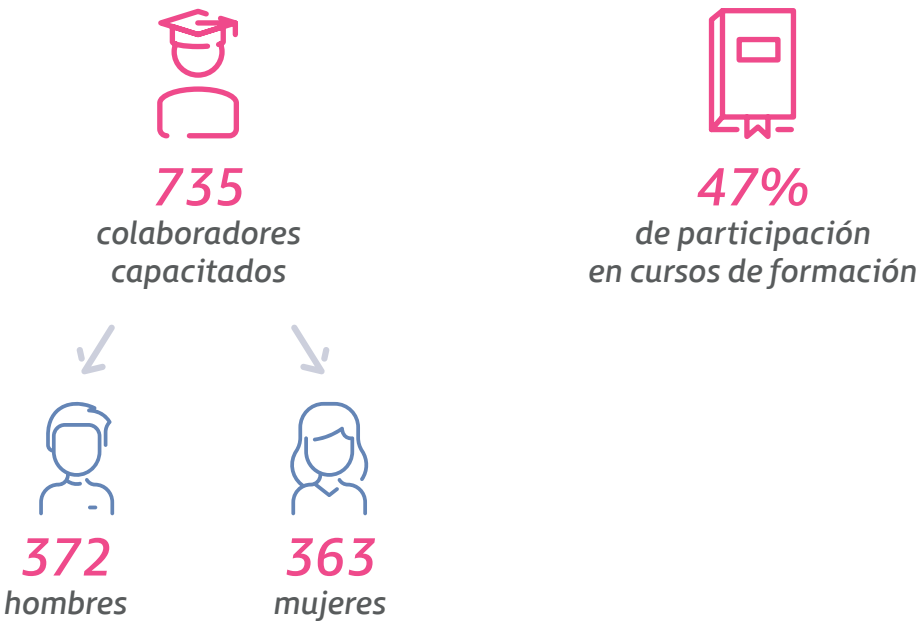 735
colaboradores
capacitados
47%
de participación
en cursos de formación
372
hombres
363
mujeres